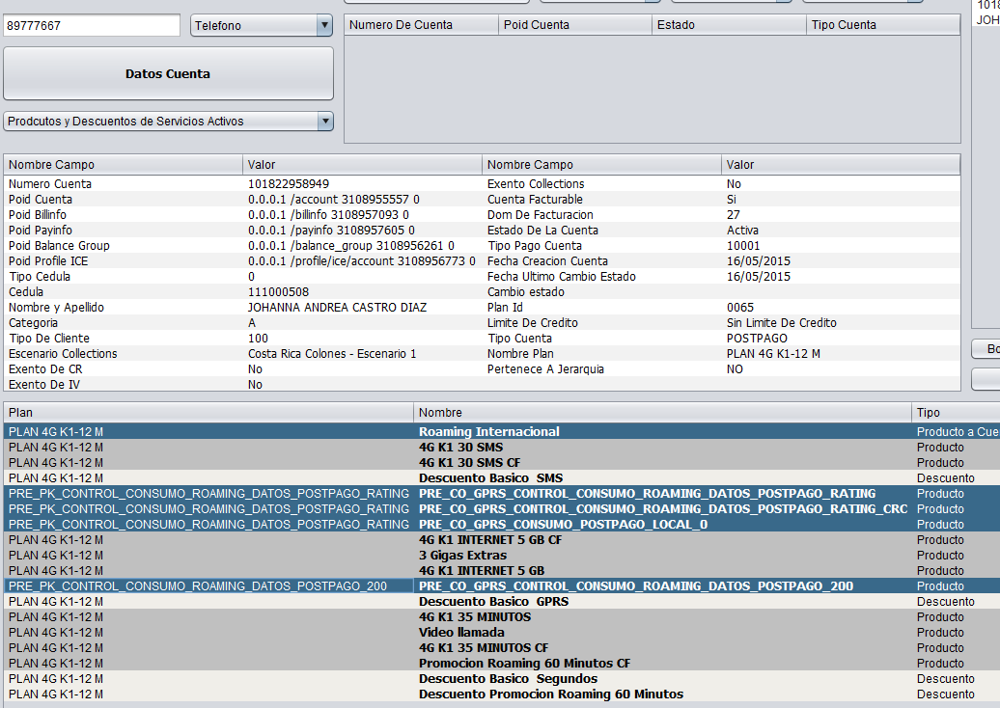 89777667 Telefono
Numero De Cuenta Poid Cuenta Estado Tipo Cuenta
Datos Cuenta
Prodcutos y Descuentos de Servicios Activos
Nombre Campo Valor Nombre Campo Valor
Numero Cuenta 101822958949 Exento Collections No
Poid Cuenta 0.0.0.1 /account 3108955557 0 Cuenta Facturable Si
Poid Billinfo 0.0.0.1 /billinfo 3108957093 0 Dom De Facturacion 27
Poid Payinfo 0.0.0.1 /payinfo 3108957605 0 Estado De La Cuenta Activa
Poid Balance Group 0.0.0.1 /balance_group 3108956261 0 Tipo Pago Cuenta 10001
Poid Profile ICE 0.0.0.1 /profile/ice/account 3108956773 0 Fecha Creacion Cuenta 16/05/2015
Tipo Cedula 0 Fecha Ultimo Cambio Estado 16/05/2015
Cedula 111000508 Cambio estado
Nombre y Apellido JOHANNA ANDREA CASTRO DIAZ Plan Id 0065
Categoria A Limite De Credito Sin Limite De Credito
Tipo De Cliente 100 Tipo Cuenta POSTPAGO
Escenario Collections Costa Rica Colones - Escenario 1 Nombre Plan PLAN 4G K1-12 M
Exento De CR No Pertenece A Jerarquia NO
Exento De IV No
Plan Nombre Tipo
PLAN 4G K1-12 M Roaming Internacional Producto a Cue
PLAN 4G K1-12 M 4G K1 30 SMS Producto
PLAN 4G K1-12 M 4G K1 30 SMS CF Producto
PLAN 4G K1-12 M Descuento Basico SMS Descuento
PRE_PK_CONTROL_CONSUMO_ROAMING_DATOS_POSTPAGO_RATING PRE_CO_GPRS_CONTROL_CONSUMO_ROAMING_DATOS_POSTPAGO_RATING Producto
PRE_PK_CONTROL_CONSUMO_ROAMING_DATOS_POSTPAGO_RATING PRE_CO_GPRS_CONTROL_CONSUMO_ROAMING_DATOS_POSTPAGO_RATING_CRC Producto
PRE_PK_CONTROL_CONSUMO_ROAMING_DATOS_POSTPAGO_RATING PRE_CO_GPRS_CONSUMO_POSTPAGO_LOCAL_0 Producto
PLAN 4G K1-12 M 4G K1 INTERNET 5 GB CF Producto
PLAN 4G K1-12 M 3 Gigas Extras Producto
PLAN 4G K1-12 M 4G K1 INTERNET 5 GB Producto
PRE_PK_CONTROL_CONSUMO_ROAMING_DATOS_POSTPAGO_200 PRE_CO_GPRS_CONTROL_CONSUMO_ROAMING_DATOS_POSTPAGO_200 Producto
PLAN 4G K1-12 M Descuento Basico GPRS Descuento
PLAN 4G K1-12 M 4G K1 35 MINUTOS Producto
PLAN 4G K1-12 M Video llamada Producto
PLAN 4G K1-12 M 4G K1 35 MINUTOS CF Producto
PLAN 4G K1-12 M Promocion Roaming 60 Minutos CF Producto
PLAN 4G K1-12 M Descuento Basico Segundos Descuento
PLAN 4G K1-12 M Descuento Promocion Roaming 60 Minutos Descuento